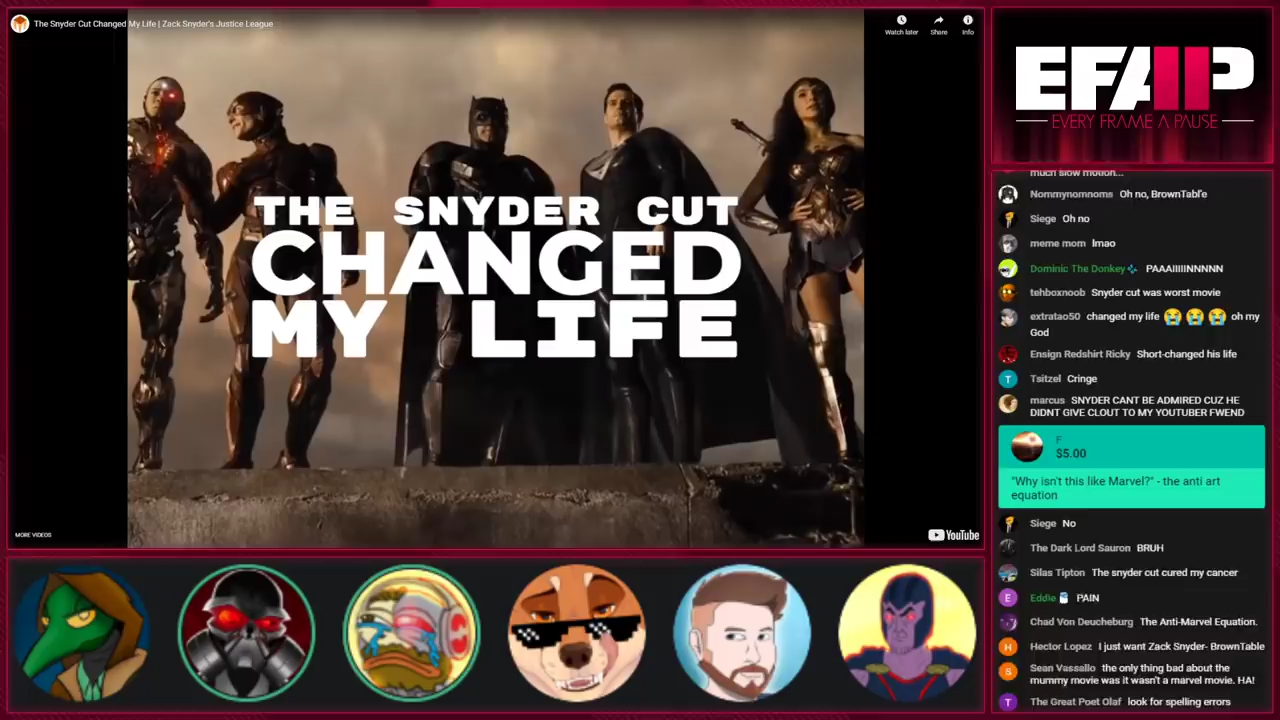 The Snyder Cut Changed My Life | Zack Snyder's Justice League
Watch later
Share
Info
THE SNYDER CUT
CHANGED
MY LIFE
MORE VIDEOS
YouTube
EFAP
EVERY FRAME A PAUSE
much slow motion...
Nommynomnoms Oh no, BrownTabl'e
Siege Oh no
meme mom lmao
Dominic The Donkey PAAAIIIIINNNNN
tehboxnoob Snyder cut was worst movie
extratao50 changed my life 😭 😭 😭 oh my
God
Ensign Redshirt Ricky Short-changed his life
T Tsitzel Cringe
marcus SNYDER CANT BE ADMIRED CUZ HE
DIDNT GIVE CLOUT TO MY YOUTUBER FWEND
F
$5.00
"Why isn't this like Marvel?" - the anti art
equation
Siege No
The Dark Lord Sauron BRUH
Silas Tipton The snyder cut cured my cancer
E Eddie PAIN
Chad Von Deucheburg The Anti-Marvel Equation.
H Hector Lopez I just want Zack Snyder- BrownTable
S Sean Vassallo the only thing bad about the
mummy movie was it wasn't a marvel movie. HA!
T The Great Poet Olaf look for spelling errors